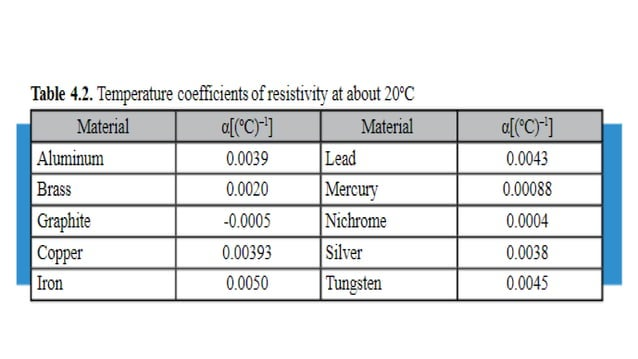 Table 4.2. Temperature coefficients of resistivity at about 20°C
Material α[(°C)⁻¹] Material α[(°C)⁻¹]
Aluminum 0.0039 Lead 0.0043
Brass 0.0020 Mercury 0.00088
Graphite -0.0005 Nichrome 0.0004
Copper 0.00393 Silver 0.0038
Iron 0.0050 Tungsten 0.0045